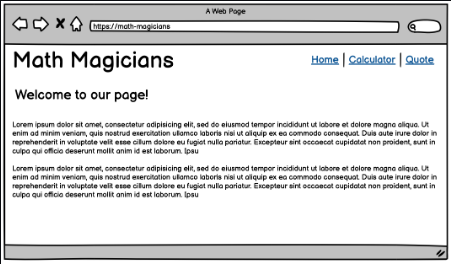 A Web Page
https://math-magicians
Math Magicians
Home | Calculator | Quote
Welcome to our page!
Lorem ipsum dolor sit amet, consectetur adipisicing elit, sed do eiusmod tempor incididunt ut labore et dolore magna aliqua. Ut
enim ad minim veniam, quis nostrud exercitation ullamco laboris nisi ut aliquip ex ea commodo consequat. Duis aute irure dolor in
reprehenderit in voluptate velit esse cillum dolore eu fugiat nulla pariatur. Excepteur sint occaecat cupidatat non proident, sunt in
culpa qui officia deserunt mollit anim id est laborum. Ipsu
Lorem ipsum dolor sit amet, consectetur adipisicing elit, sed do eiusmod tempor incididunt ut labore et dolore magna aliqua. Ut
enim ad minim veniam, quis nostrud exercitation ullamco laboris nisi ut aliquip ex ea commodo consequat. Duis aute irure dolor in
reprehenderit in voluptate velit esse cillum dolore eu fugiat nulla pariatur. Excepteur sint occaecat cupidatat non proident, sunt in
culpa qui officia deserunt mollit anim id est laborum. Ipsu